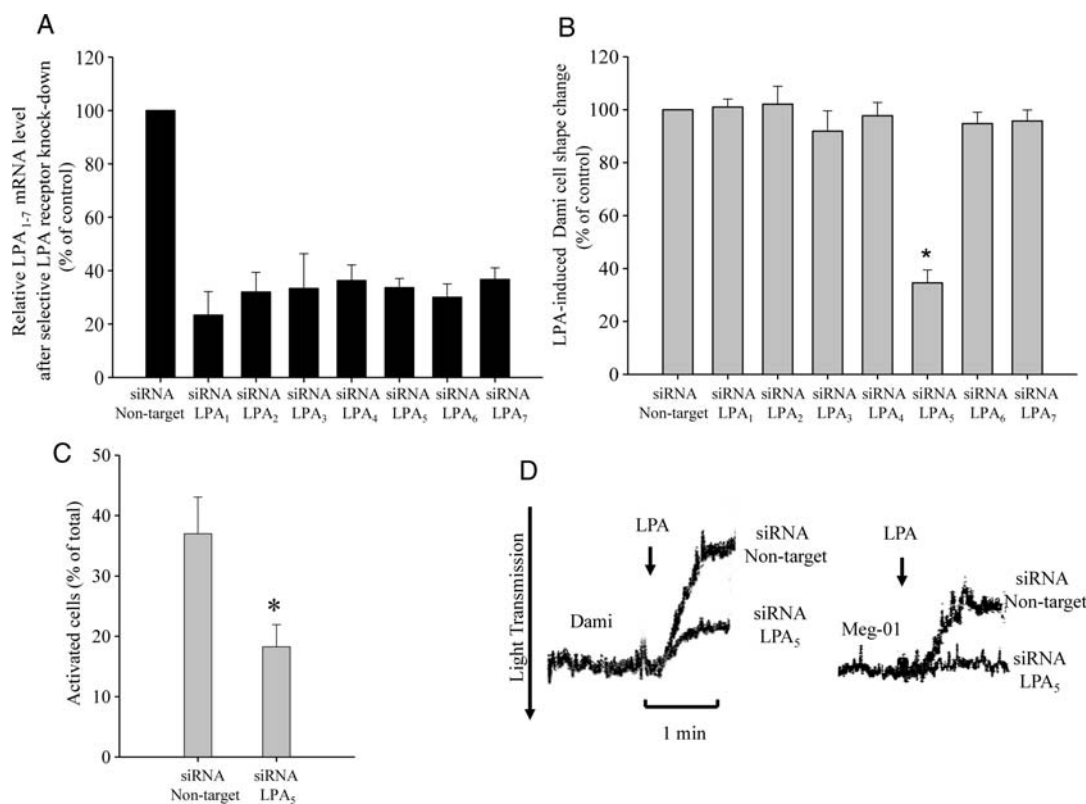 A
Relative LPA1-7 mRNA level
after selective LPA receptor knock-down
(% of control)
120
100
80
60
40
20
0
siRNA Non-target
siRNA LPA1
siRNA LPA2
siRNA LPA3
siRNA LPA4
siRNA LPA5
siRNA LPA6
siRNA LPA7
B
LPA-induced Dami cell shape change
(% of control)
120
100
80
60
40
20
0
*
siRNA Non-target
siRNA LPA1
siRNA LPA2
siRNA LPA3
siRNA LPA4
siRNA LPA5
siRNA LPA6
siRNA LPA7
C
Activated cells (% of total)
50
40
30
20
10
0
*
siRNA Non-target
siRNA LPA5
D
Light Transmission
LPA
siRNA
Non-target
siRNA
LPA5
Dami
1 min
LPA
siRNA
Non-target
Meg-01
siRNA
LPA5